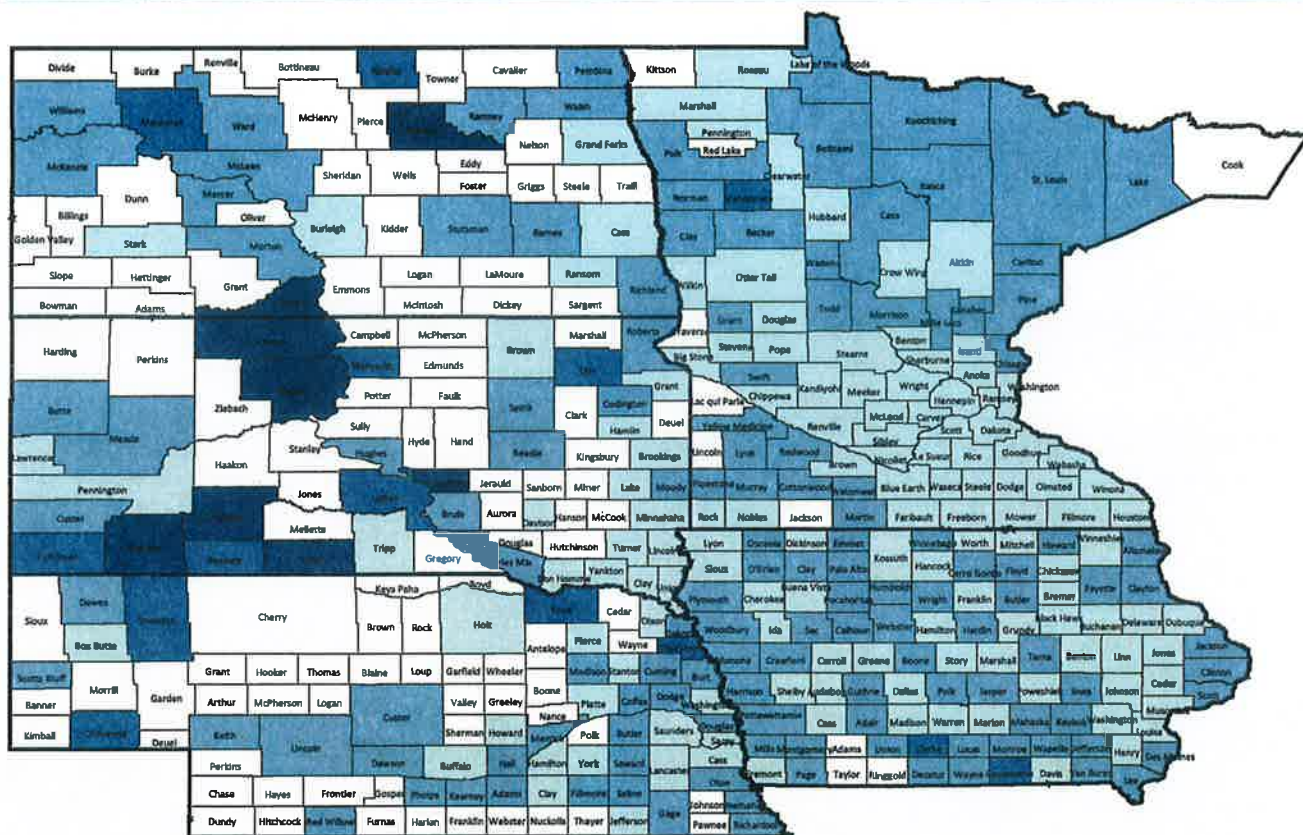 Divide
Burke
Renville
Bottineau
Towner
Cavalier
Pembina
Kittson
Roseau
Lake of the Woods
Williams
Ward
McHenry
Pierce
Ramsey
Walsh
Marshall
Koochiching
Pennington
Red Lake
Polk
Beltrami
Cook
McKenzie
McLean
Nelson
Grand Forks
Eddy
Sheridan
Wells
Foster
Griggs
Steele
Traill
Clearwater
Itasca
St. Louis
Lake
Dunn
Mercer
Norman
Billings
Oliver
Golden Valley
Stark
Morton
Burleigh
Kidder
Stutsman
Barnes
Cass
Clay
Becker
Hubbard
Cass
Slope
Hettinger
Grant
Emmons
Logan
LaMoure
Ransom
Richland
Wilkin
Otter Tail
Wadena
Crow Wing
Aitkin
Carlton
Bowman
Adams
McIntosh
Dickey
Sargent
Todd
Morrison
Mille Lacs
Pine
Harding
Perkins
Campbell
McPherson
Brown
Marshall
Roberts
Traverse
Grant
Douglas
Edmunds
Big Stone
Stevens
Pope
Stearns
Benton
Sherburne
Isanti
Anoka
Washington
Butte
Meade
Ziebach
Potter
Faulk
Spink
Clark
Codington
Grant
Deuel
Hamlin
Swift
Chippewa
Kandiyohi
Meeker
Wright
Hennepin
Ramsey
Lac qui Parle
Yellow Medicine
Renville
McLeod
Carver
Scott
Dakota
Sibley
Lawrence
Haakon
Stanley
Sully
Hughes
Hyde
Hand
Beadle
Kingsbury
Brookings
Lincoln
Lyon
Redwood
Brown
Nicollet
Le Sueur
Rice
Goodhue
Wabasha
Pennington
Jones
Jerauld
Sanborn
Miner
Lake
Moody
Pipestone
Murray
Cottonwood
Watonwan
Blue Earth
Waseca
Steele
Dodge
Olmsted
Winona
Custer
Mellette
Brule
Aurora
Davison
Hanson
McCook
Minnehaha
Rock
Nobles
Jackson
Martin
Faribault
Freeborn
Mower
Fillmore
Houston
Tripp
Gregory
Douglas
Hutchinson
Turner
Lincoln
Yankton
Clay
Lyon
Osceola
Dickinson
Emmet
Kossuth
Winnebago
Worth
Mitchell
Howard
Winneshiek
Sioux
O'Brien
Clay
Palo Alto
Hancock
Cerro Gordo
Floyd
Chickasaw
Fayette
Clayton
Sioux
Dawes
Cherry
Keya Paha
Boyd
Brown
Rock
Holt
Cedar
Plymouth
Cherokee
Buena Vista
Pocahontas
Humboldt
Wright
Franklin
Butler
Bremer
Box Butte
Antelope
Pierce
Wayne
Woodbury
Ida
Sac
Calhoun
Webster
Hamilton
Hardin
Grundy
Black Hawk
Buchanan
Delaware
Dubuque
Scotts Bluff
Morrill
Garden
Grant
Hooker
Thomas
Blaine
Loup
Garfield
Wheeler
Madison
Stanton
Cuming
Burt
Monona
Crawford
Carroll
Greene
Boone
Story
Marshall
Tama
Benton
Linn
Jones
Jackson
Clinton
Banner
Arthur
McPherson
Logan
Custer
Valley
Greeley
Boone
Nance
Platte
Colfax
Dodge
Washington
Harrison
Shelby
Audubon
Guthrie
Dallas
Polk
Jasper
Poweshiek
Iowa
Johnson
Cedar
Scott
Kimball
Deuel
Keith
Lincoln
Sherman
Howard
Polk
Butler
Saunders
Douglas
Sarpy
Pottawattamie
Cass
Adair
Madison
Warren
Marion
Mahaska
Keokuk
Washington
Louisa
Perkins
Dawson
Buffalo
Hall
Hamilton
York
Seward
Lancaster
Cass
Otoe
Mills
Montgomery
Adams
Union
Lucas
Monroe
Wapello
Jefferson
Henry
Des Moines
Chase
Hayes
Frontier
Gosper
Phelps
Kearney
Adams
Clay
Fillmore
Saline
Gage
Johnson
Page
Taylor
Ringgold
Decatur
Wayne
Davis
Van Buren
Lee
Dundy
Hitchcock
Red Willow
Furnas
Harlan
Franklin
Webster
Nuckolls
Thayer
Jefferson
Pawnee
Richardson